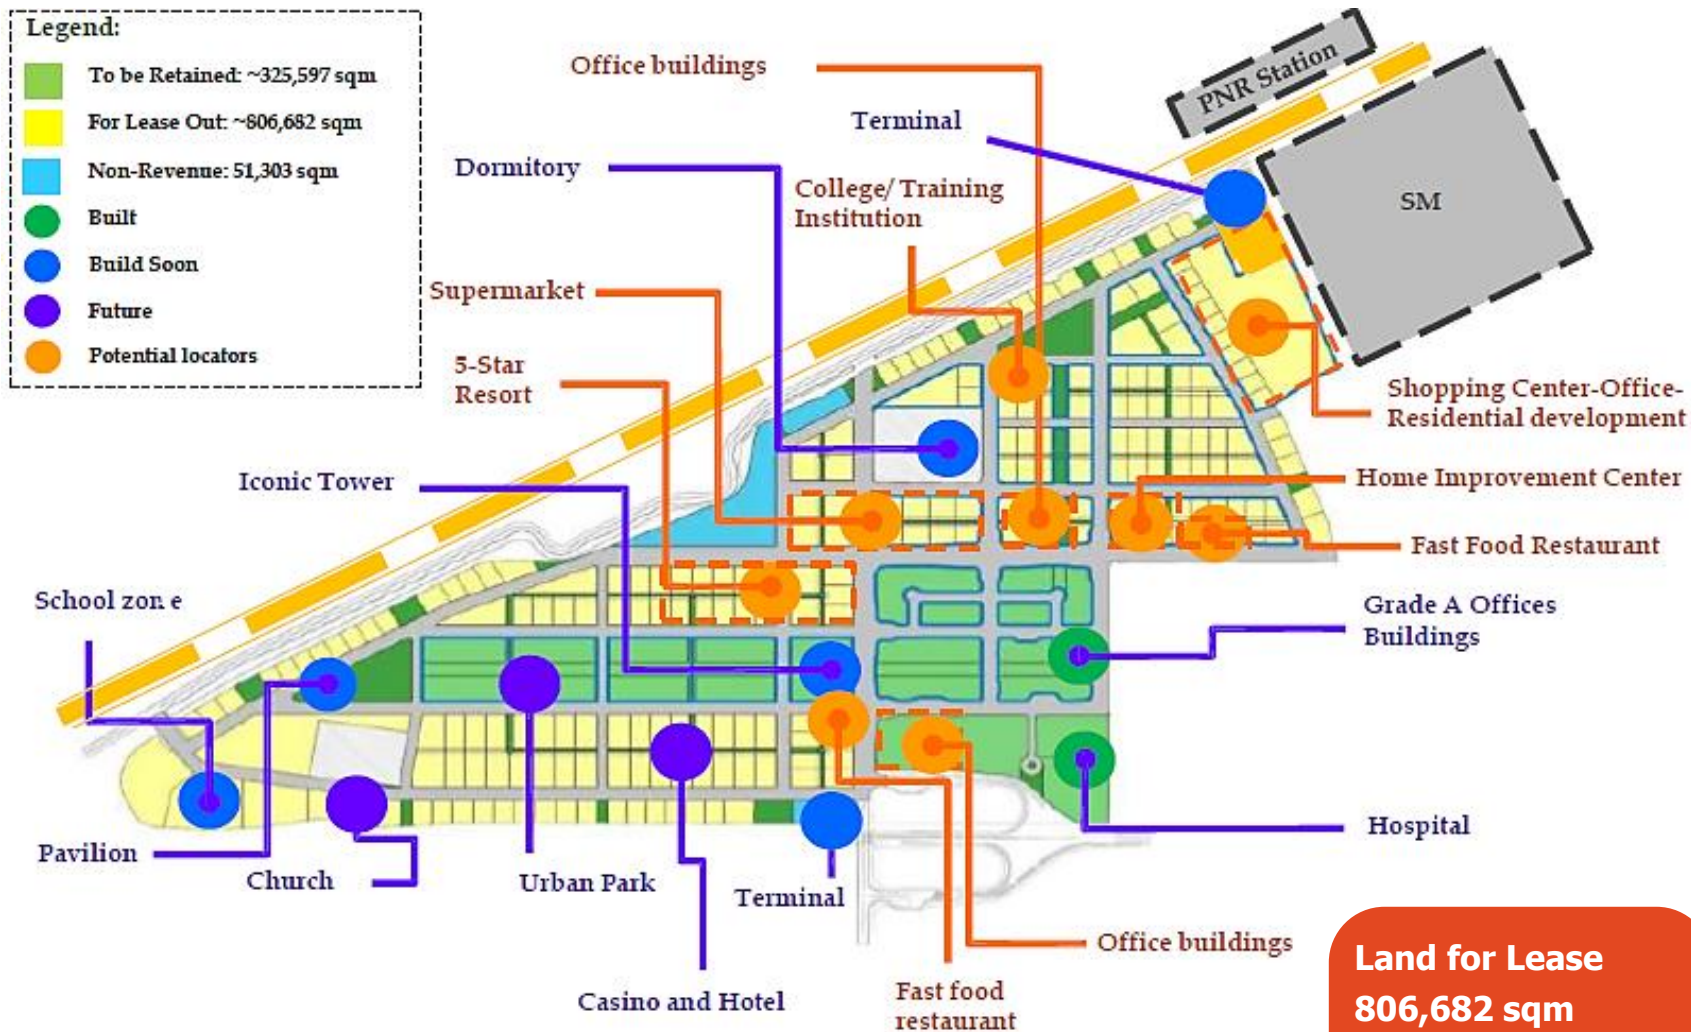 Legend:
To be Retained: ~325,597 sqm
For Lease Out: ~806,682 sqm
Non-Revenue: 51,303 sqm
Built
Build Soon
Future
Potential locators
Office buildings
PNR Station
Terminal
Dormitory
College/ Training
Institution
SM
Supermarket
5-Star
Resort
Shopping Center-Office-
Residential development
Iconic Tower
Home Improvement Center
Fast Food Restaurant
School zone
Grade A Offices
Buildings
Hospital
Pavilion
Church
Urban Park
Terminal
Office buildings
Casino and Hotel
Fast food
restaurant
Land for Lease
806,682 sqm